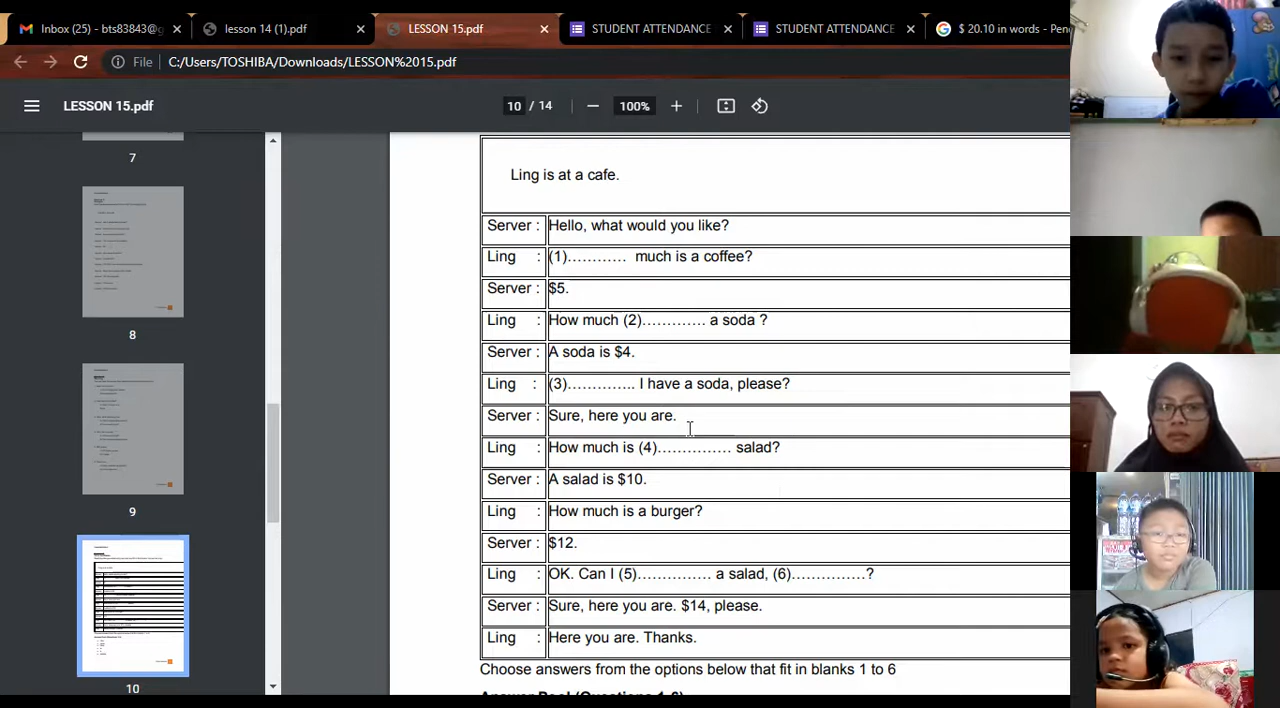 Inbox (25) - bts83843@g
lesson 14 (1).pdf
LESSON 15.pdf
STUDENT ATTENDANCE
STUDENT ATTENDANCE
$ 20.10 in words - Pen
File
C:/Users/TOSHIBA/Downloads/LESSON%2015.pdf
LESSON 15.pdf
10 / 14
100%
7
8
9
10
Ling is at a cafe.
Server : Hello, what would you like?
Ling : (1)………… much is a coffee?
Server : $5.
Ling : How much (2)…………. a soda ?
Server : A soda is $4.
Ling : (3)………….. I have a soda, please?
Server : Sure, here you are.
Ling : How much is (4)…………… salad?
Server : A salad is $10.
Ling : How much is a burger?
Server : $12.
Ling : OK. Can I (5)…………… a salad, (6)……………?
Server : Sure, here you are. $14, please.
Ling : Here you are. Thanks.
Choose answers from the options below that fit in blanks 1 to 6